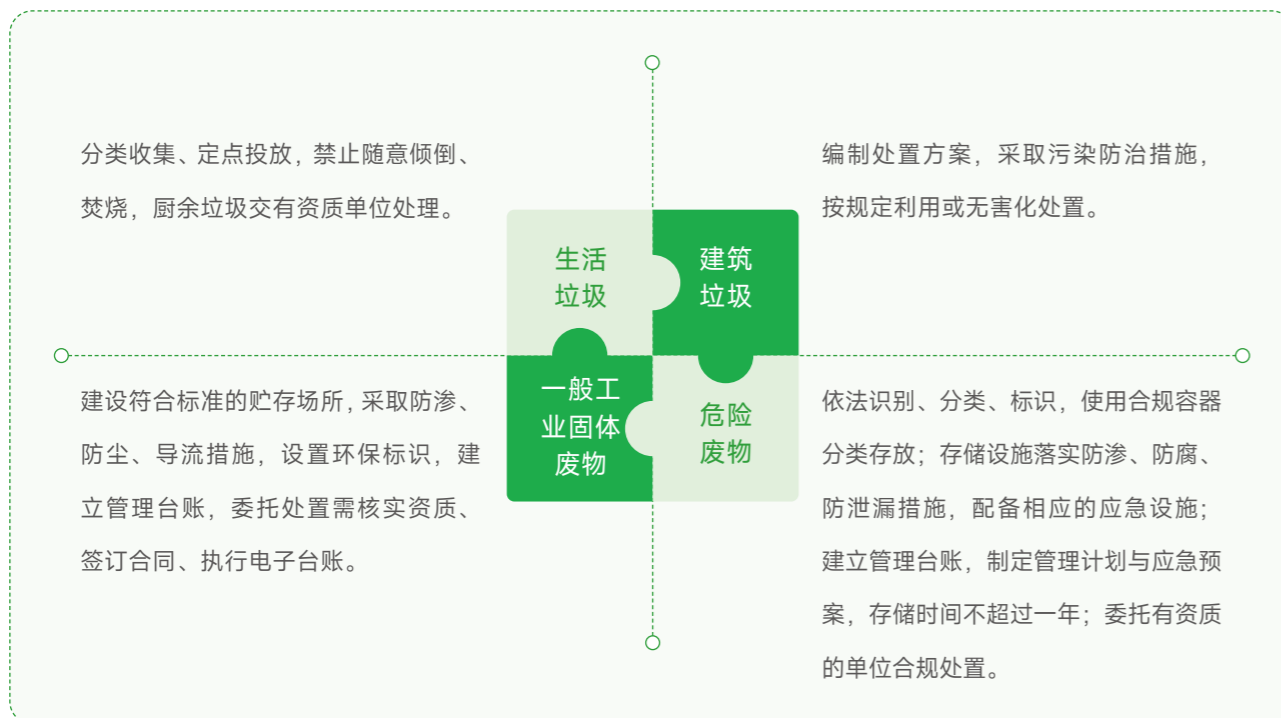 分类收集、定点投放，禁止随意倾倒、
焚烧，厨余垃圾交有资质单位处理。
编制处置方案，采取污染防治措施，
按规定利用或无害化处置。
生活
垃圾
建筑
垃圾
一般工
业固体
废物
危险
废物
建设符合标准的贮存场所，采取防渗、
防尘、导流措施，设置环保标识，建
立管理台账，委托处置需核实资质、
签订合同、执行电子台账。
依法识别、分类、标识，使用合规容器
分类存放；存储设施落实防渗、防腐、
防泄漏措施，配备相应的应急设施；
建立管理台账，制定管理计划与应急预
案，存储时间不超过一年；委托有资质
的单位合规处置。